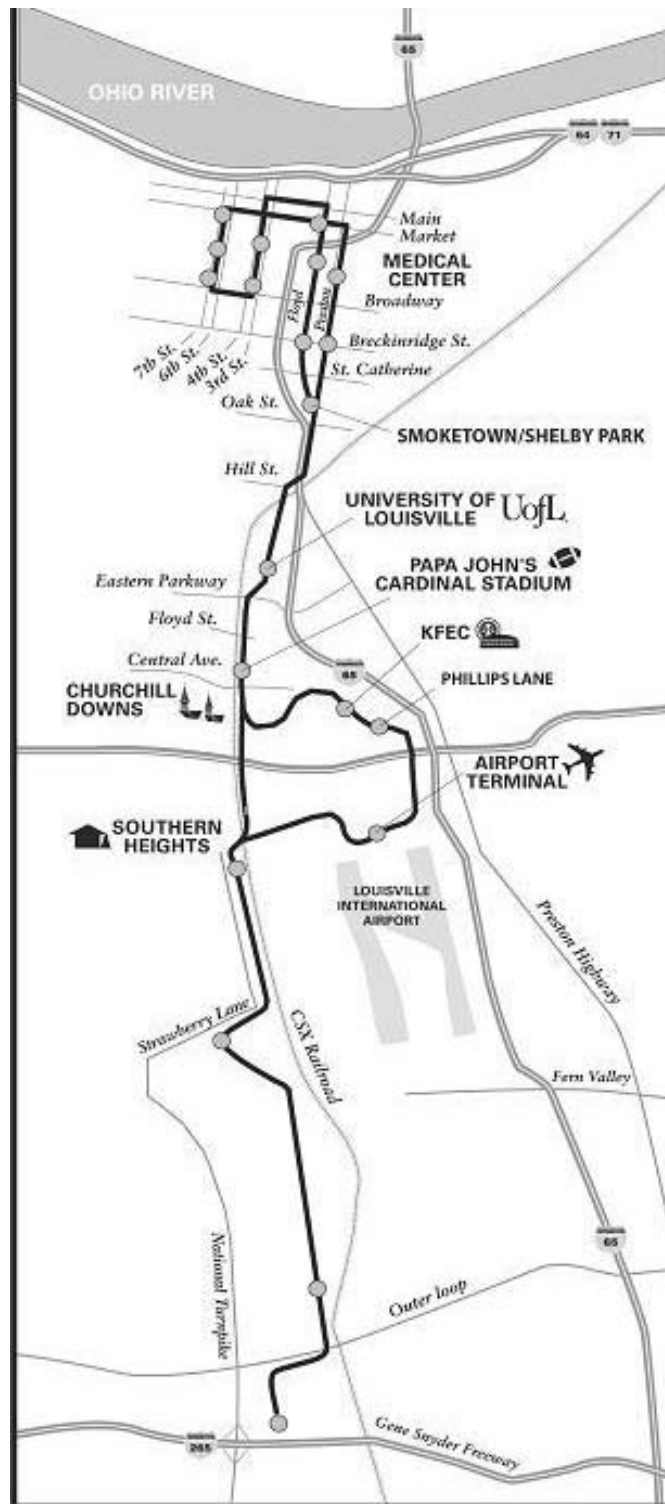 65
OHIO RIVER
64 71
Main
Market
MEDICAL
CENTER
Floyd
Preston
Broadway
Breckinridge St.
7th St.
6th St.
4th St.
3rd St.
St. Catherine
Oak St.
SMOKETOWN/SHELBY PARK
Hill St.
UNIVERSITY OF
LOUISVILLE UofL
Eastern Parkway
PAPA JOHN'S
CARDINAL STADIUM
Floyd St.
KFEC
Central Ave.
65
PHILLIPS LANE
CHURCHILL
DOWNS
AIRPORT
TERMINAL
SOUTHERN
HEIGHTS
LOUISVILLE
INTERNATIONAL
AIRPORT
Preston Highway
Strawberry Lane
CSX Railroad
Fern Valley
65
National Turnpike
Outer loop
265
Gene Snyder Freeway